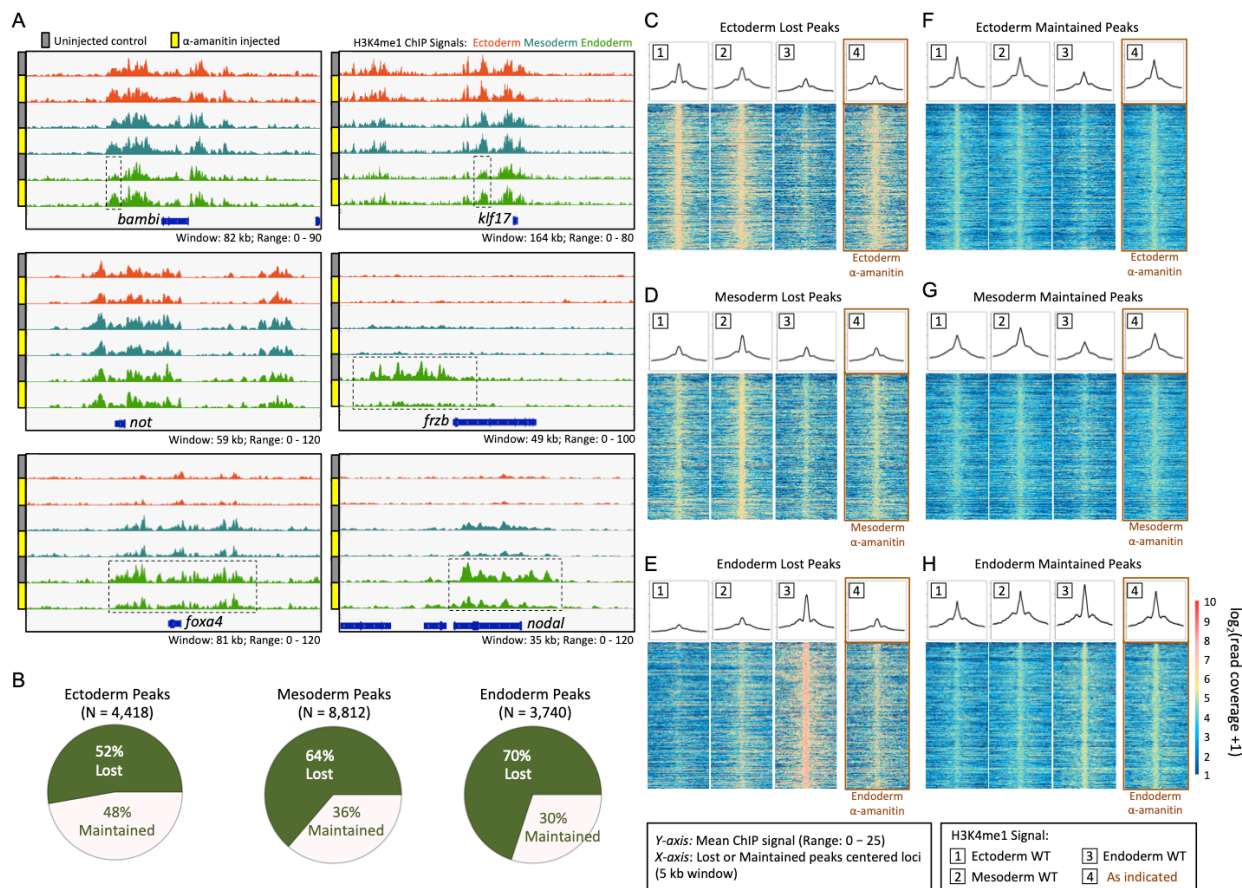 A
Uninjected control
α-amanitin injected
H3K4me1 ChIP Signals: Ectoderm Mesoderm Endoderm
bambi
Window: 82 kb; Range: 0 - 90
klf17
Window: 164 kb; Range: 0 - 80
not
Window: 59 kb; Range: 0 - 120
frzb
Window: 49 kb; Range: 0 - 100
foxa4
Window: 81 kb; Range: 0 - 120
nodal
Window: 35 kb; Range: 0 - 120
B
Ectoderm Peaks
(N = 4,418)
52%
Lost
48%
Maintained
Mesoderm Peaks
(N = 8,812)
64%
Lost
36%
Maintained
Endoderm Peaks
(N = 3,740)
70%
Lost
30%
Maintained
C
Ectoderm Lost Peaks
1
2
3
4
Ectoderm
α-amanitin
D
Mesoderm Lost Peaks
1
2
3
4
Mesoderm
α-amanitin
E
Endoderm Lost Peaks
1
2
3
4
Endoderm
α-amanitin
F
Ectoderm Maintained Peaks
1
2
3
4
Ectoderm
α-amanitin
G
Mesoderm Maintained Peaks
1
2
3
4
Mesoderm
α-amanitin
H
Endoderm Maintained Peaks
1
2
3
4
Endoderm
α-amanitin
10
9
8
7
6
5
4
3
2
1
log2(read coverage +1)
Y-axis: Mean ChIP signal (Range: 0 – 25)
X-axis: Lost or Maintained peaks centered loci
(5 kb window)
H3K4me1 Signal:
1 Ectoderm WT
3 Endoderm WT
2 Mesoderm WT
4 As indicated